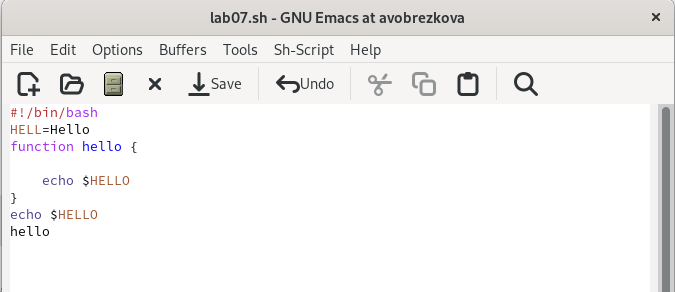 lab07.sh - GNU Emacs at avobrezkova
File Edit Options Buffers Tools Sh-Script Help
Save Undo
#!/bin/bash
HELL=Hello
function hello {
    echo $HELLO
}
echo $HELLO
hello